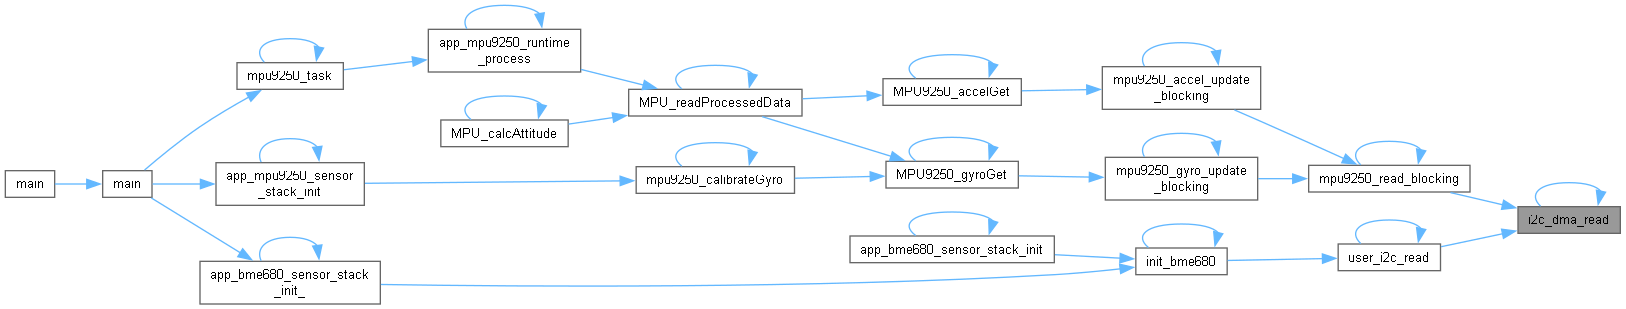 app_mpu9250_runtime
_process
mpu9250_task
MPU_readProcessedData
MPU_calcAttitude
MPU9250_accelGet
mpu9250_accel_update
_blocking
main
main
app_mpu9250_sensor
_stack_init
mpu9250_calibrateGyro
MPU9250_gyroGet
mpu9250_gyro_update
_blocking
mpu9250_read_blocking
i2c_dma_read
app_bme680_sensor_stack_init
init_bme680
user_i2c_read
app_bme680_sensor_stack
_init_